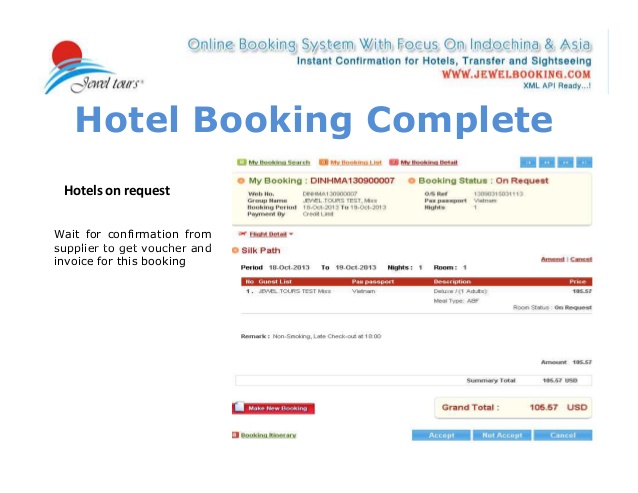 Online Booking System With Focus On Indochina & Asia
Instant Confirmation for Hotels, Transfer and Sightseeing
WWW.JEWELBOOKING.COM
XML API Ready...!
Jewel tours
Hotel Booking Complete
Hotels on request
Wait for confirmation from
supplier to get voucher and
invoice for this booking
My Booking Search My Booking List My Booking Detail
My Booking : DINHMA130900007 Booking Status : On Request
Web No. DINHMA130900007 O/S Ref
Group Name JEWEL TOURS TEST, Miss Pax passport Vietnam
Booking Period 18-Oct-2013 To 19-Oct-2013 Nights : 1
Payment By Credit Limit
Flight Detail
Silk Path
Amend | Cancel
Period 18-Oct-2013 To 19-Oct-2013 Nights : 1 Room : 1
No Guest List Pax passport Description Price
1 . JEWEL TOURS TEST Miss Vietnam Deluxe / (1 Adults) 105.57
Meal Type: ABF
Room Status : On Request
Remark : Non-Smoking, Late Check-out at 18:00
Amount 105.57
Summary Total 105.57 USD
Make New Booking Grand Total : 105.57 USD
Booking Itinerary Accept Not Accept Cancel